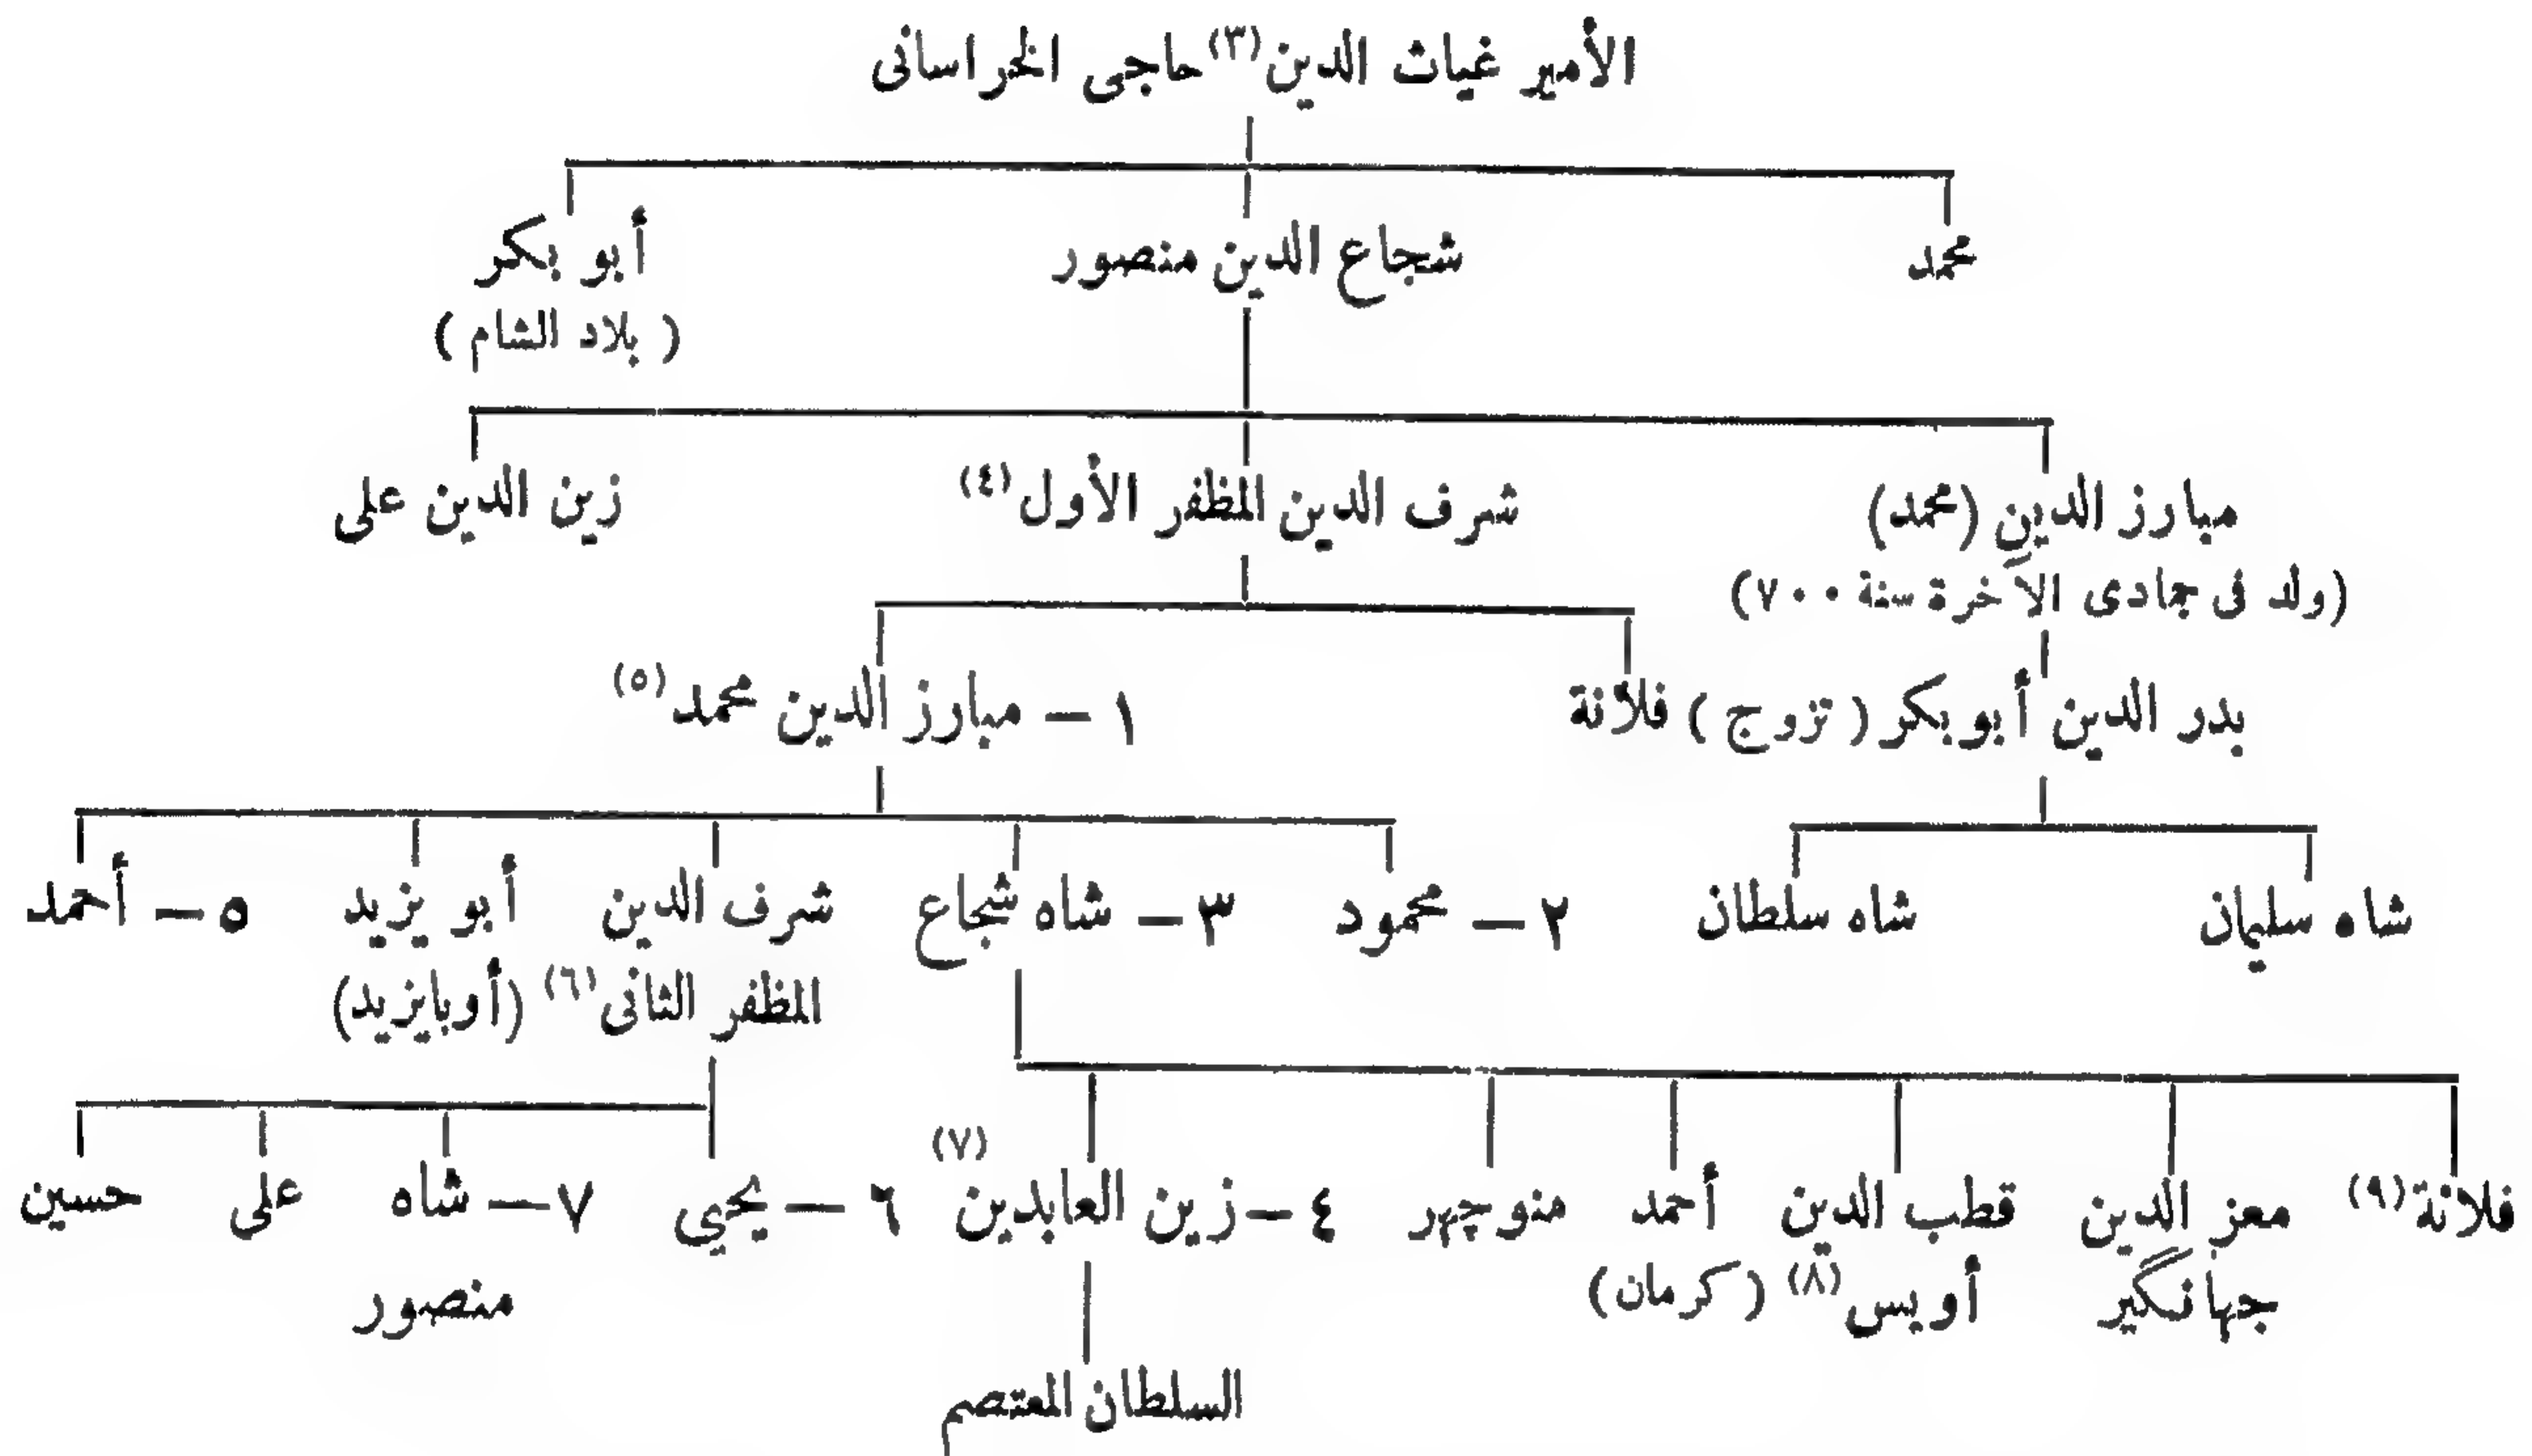 الأمير غياث الدين (٣) حاجى الخراسانى
محمد شجاع الدين منصور أبو بكر
( بلاد الشام )
مبارز الدين (محمد) شرف الدين المظفر الأول (٤) زين الدين على
(ولد فى جمادى الآخرة سنة ٧٠٠)
بدر الدين أبو بكر ( تزوج ) فلانة ١ – مبارز الدين محمد (٥)
شاه سليمان شاه سلطان ٢ – محمود ٣ – شاه شجاع شرف الدين أبو يزيد ٥ – أحمد
المظفر الثانى (٦) (أوبايزيد)
فلانة (٩) معز الدين قطب الدين أحمد منوچهر ٤ – زين العابدين (٧) ٦ – يحيي ٧ – شاه على حسين
جهانگير أويس (٨) (كرمان) منصور
السلطان المعتصم